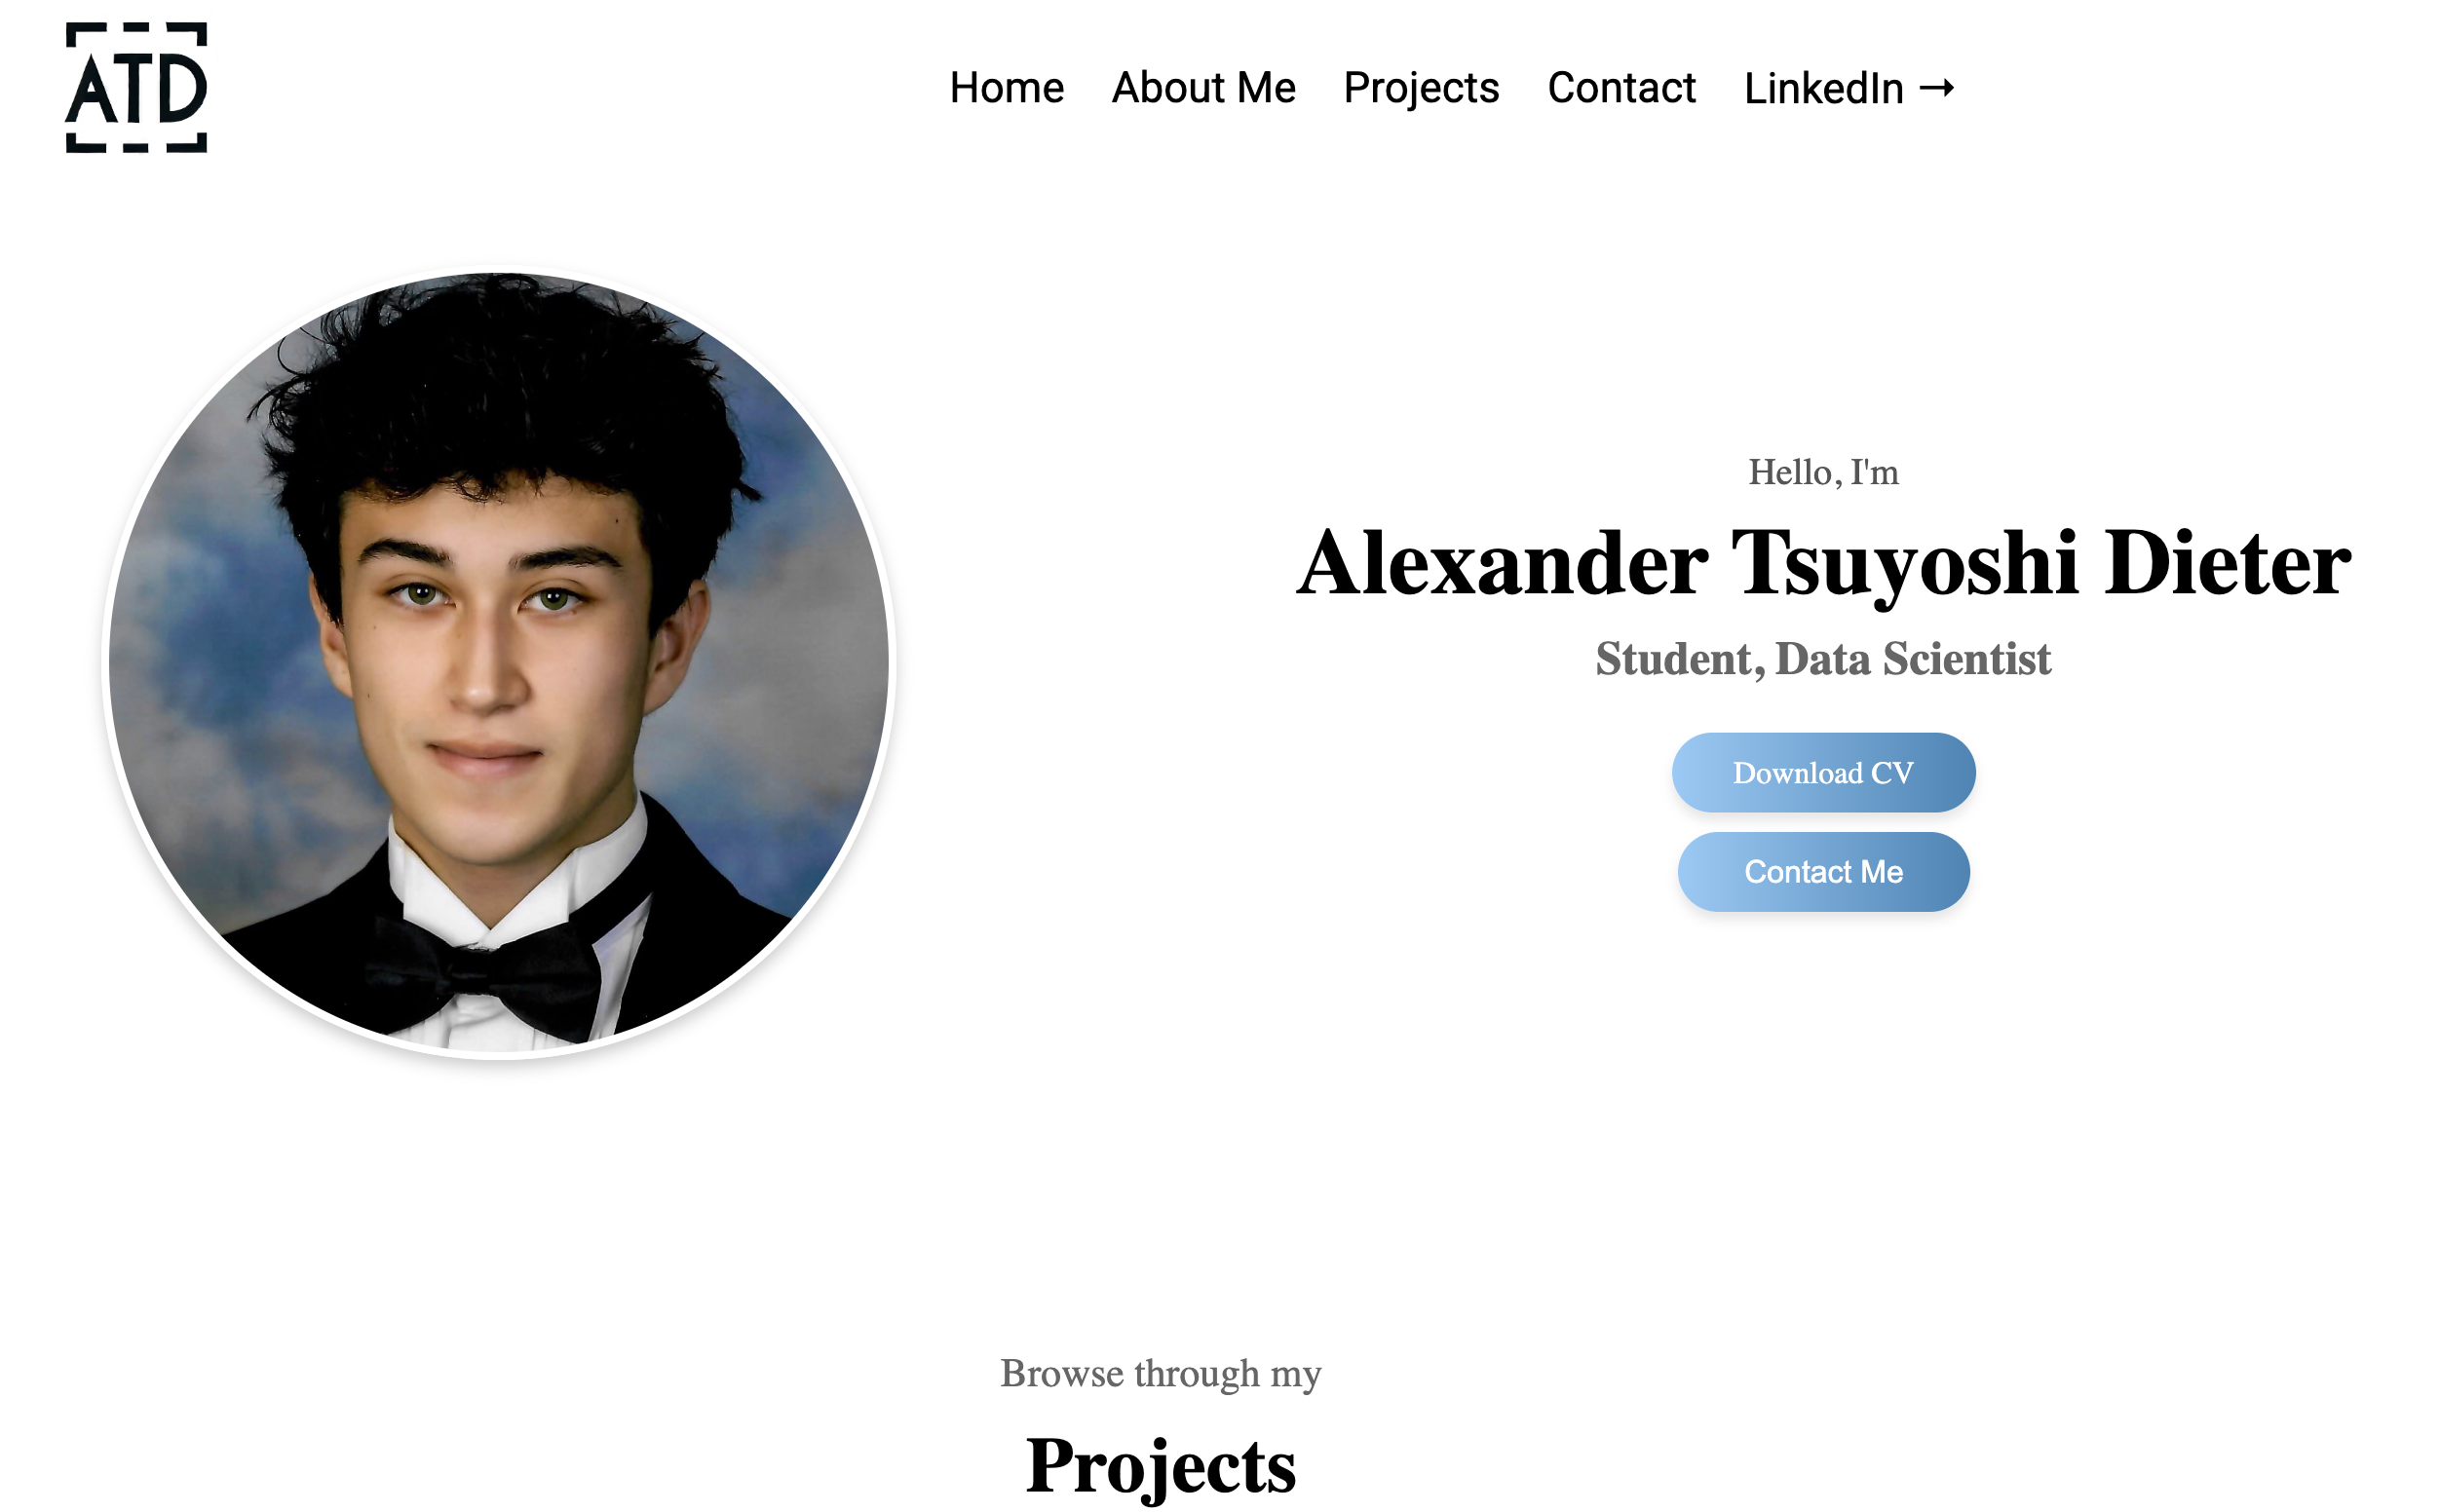 ATD
Home About Me Projects Contact LinkedIn →
Hello, I'm
Alexander Tsuyoshi Dieter
Student, Data Scientist
Download CV
Contact Me
Browse through my
Projects